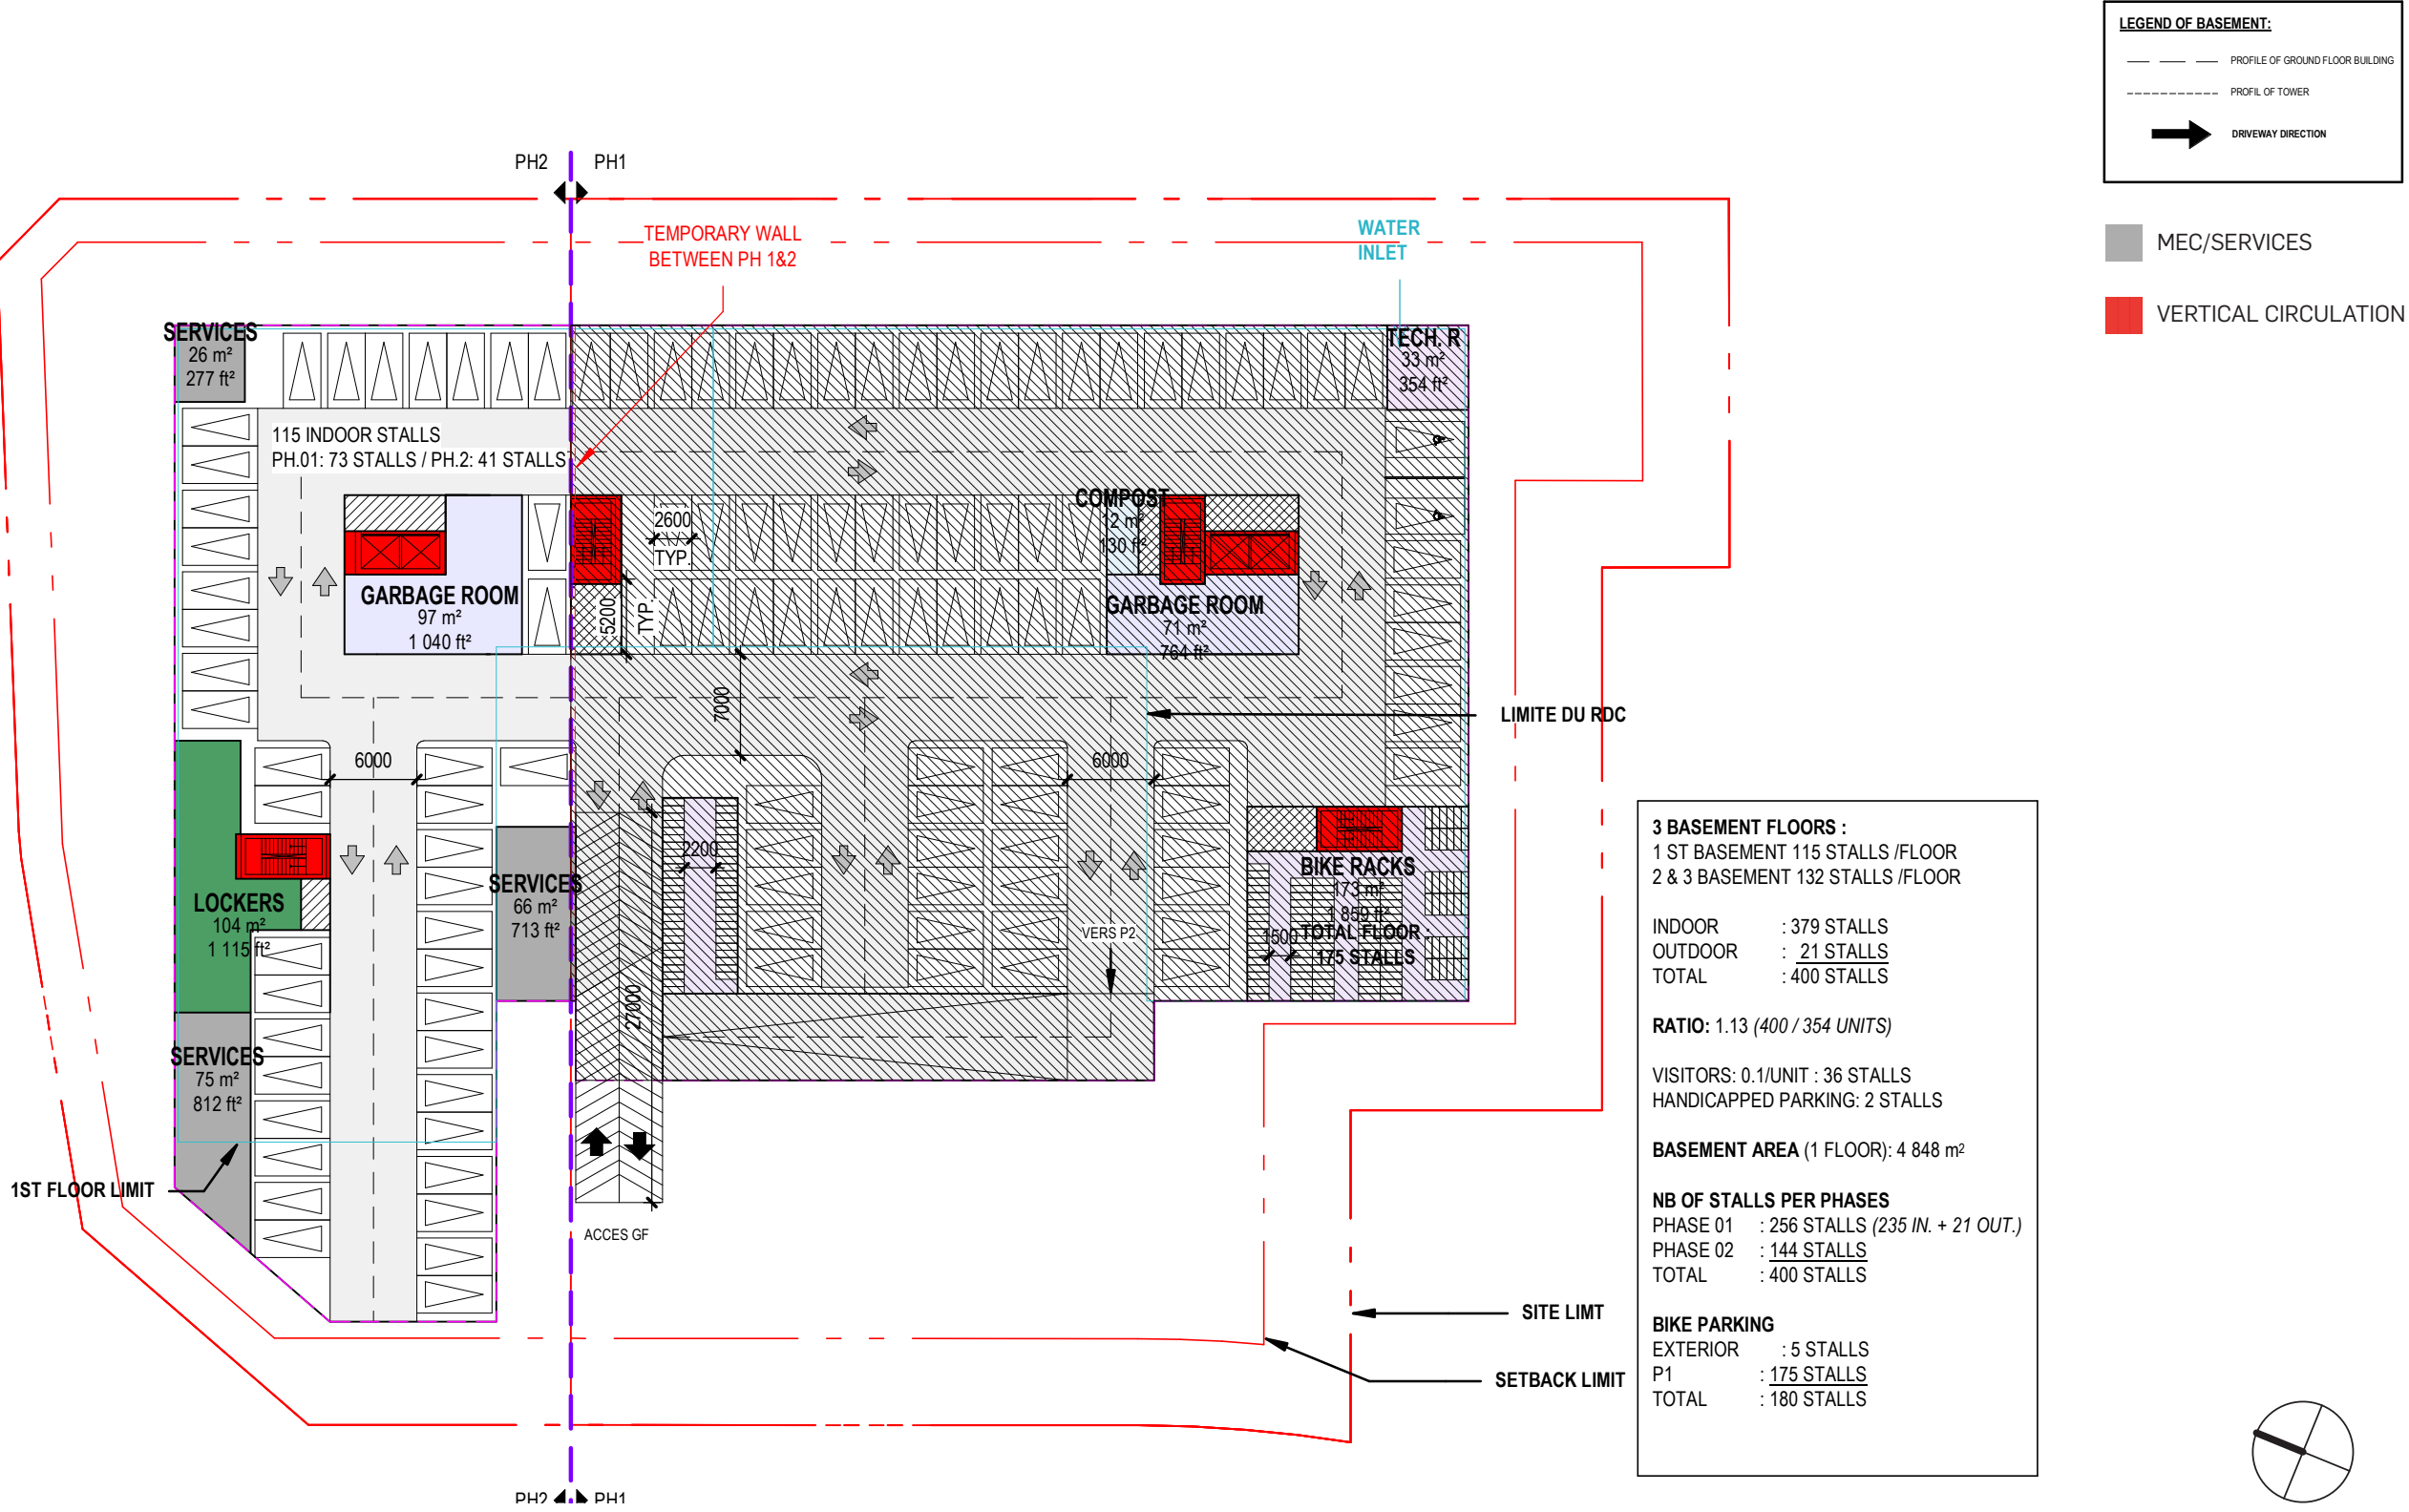 LEGEND OF BASEMENT:
PROFILE OF GROUND FLOOR BUILDING
PROFIL OF TOWER
DRIVEWAY DIRECTION
MEC/SERVICES
VERTICAL CIRCULATION
PH2 PH1
TEMPORARY WALL
BETWEEN PH 1&2
WATER
INLET
SERVICES
26 m²
277 ft²
TECH. R
33 m²
354 ft²
115 INDOOR STALLS
PH.01: 73 STALLS / PH.2: 41 STALLS
2600
TYP.
COMPOST
12 m²
130 ft²
GARBAGE ROOM
97 m²
1 040 ft²
5200
TYP.
GARBAGE ROOM
71 m²
764 ft²
7000
LIMITE DU RDC
6000
6000
2200
SERVICES
66 m²
713 ft²
LOCKERS
104 m²
1 115 ft²
BIKE RACKS
173 m²
1 859 ft²
TOTAL FLOOR :
175 STALLS
1500
VERS P2
27000
SERVICES
75 m²
812 ft²
1ST FLOOR LIMIT
ACCES GF
SITE LIMT
SETBACK LIMIT
3 BASEMENT FLOORS :
1 ST BASEMENT 115 STALLS /FLOOR
2 & 3 BASEMENT 132 STALLS /FLOOR
INDOOR : 379 STALLS
OUTDOOR : 21 STALLS
TOTAL : 400 STALLS
RATIO: 1.13 (400 / 354 UNITS)
VISITORS: 0.1/UNIT : 36 STALLS
HANDICAPPED PARKING: 2 STALLS
BASEMENT AREA (1 FLOOR): 4 848 m²
NB OF STALLS PER PHASES
PHASE 01 : 256 STALLS (235 IN. + 21 OUT.)
PHASE 02 : 144 STALLS
TOTAL : 400 STALLS
BIKE PARKING
EXTERIOR : 5 STALLS
P1 : 175 STALLS
TOTAL : 180 STALLS
PH2 PH1